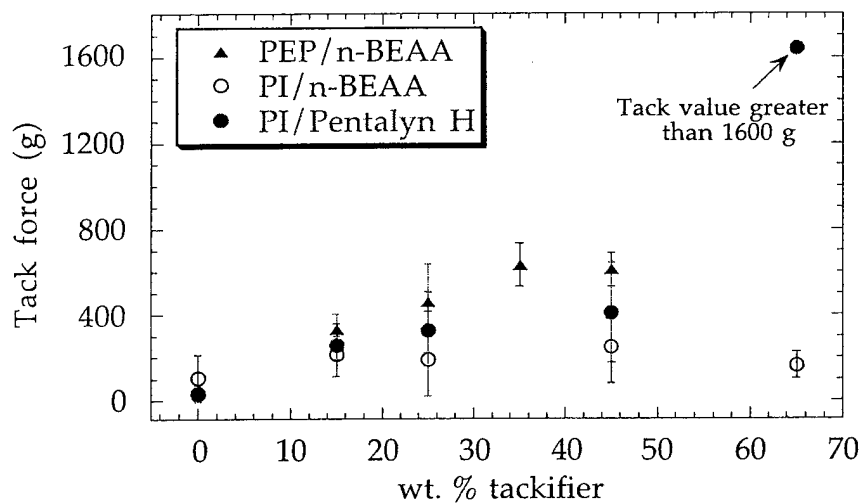 1600
1200
800
400
0
Tack force (g)
PEP/n-BEAA
PI/n-BEAA
PI/Pentalyn H
Tack value greater
than 1600 g
0 10 20 30 40 50 60 70
wt. % tackifier